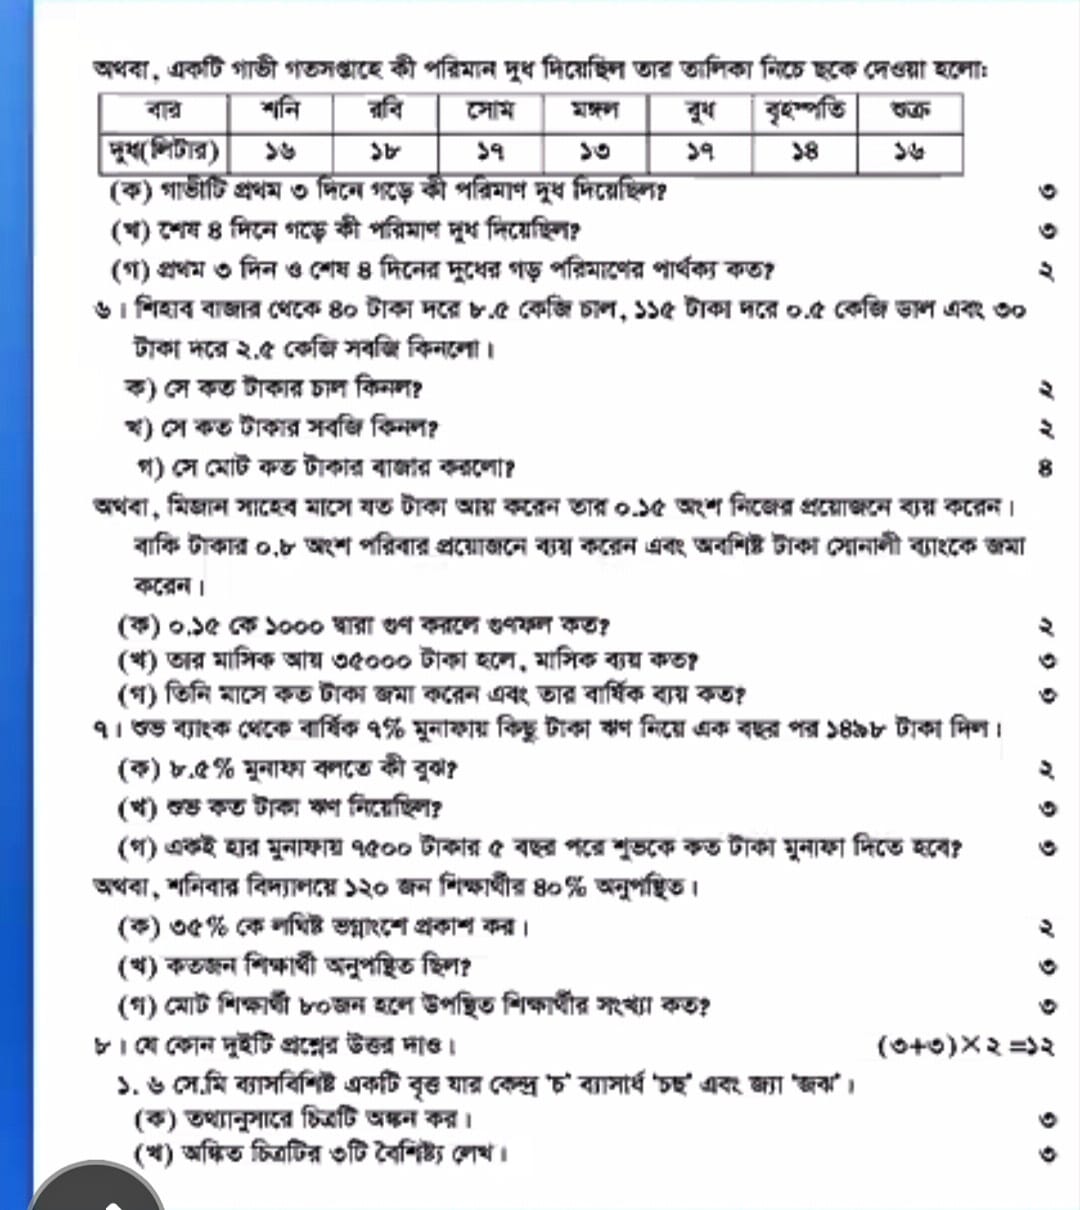 অথবা, একটি গাভী গতসপ্তাহে কী পরিমান দুধ দিয়েছিল তার তালিকা নিচে ছকে দেওয়া হলো:
বার শনি রবি সোম মঙ্গল বুধ বৃহস্পতি শুক্র
দুধ(লিটার) ১৬ ১৮ ১৭ ১৩ ১৭ ১৪ ১৬
(ক) গাভীটি প্রথম ৩ দিনে গড়ে কী পরিমাণ দুধ দিয়েছিল? ৩
(খ) শেষ ৪ দিনে গড়ে কী পরিমাণ দুধ দিয়েছিল? ৩
(গ) প্রথম ৩ দিন ও শেষ ৪ দিনের দুধের গড় পরিমাণের পার্থক্য কত? ২
৬। শিহাব বাজার থেকে ৪০ টাকা দরে ৮.৫ কেজি চাল, ১১৫ টাকা দরে ০.৫ কেজি ডাল এবং ৩০
টাকা দরে ২.৫ কেজি সবজি কিনলো।
ক) সে কত টাকার চাল কিনল? ২
খ) সে কত টাকার সবজি কিনল? ২
গ) সে মোট কত টাকার বাজার করলো? ৪
অথবা, মিজান সাহেব মাসে যত টাকা আয় করেন তার ০.১৫ অংশ নিজের প্রয়োজনে ব্যয় করেন।
বাকি টাকার ০.৮ অংশ পরিবার প্রয়োজনে ব্যয় করেন এবং অবশিষ্ট টাকা সোনালী ব্যাংকে জমা
করেন।
(ক) ০.১৫ কে ১০০০ দ্বারা গুণ করলে গুণফল কত? ২
(খ) তার মাসিক আয় ৩৫০০০ টাকা হলে, মাসিক ব্যয় কত? ৩
(গ) তিনি মাসে কত টাকা জমা করেন এবং তার বার্ষিক ব্যয় কত? ৩
৭। শুভ ব্যাংক থেকে বার্ষিক ৭% মুনাফায় কিছু টাকা ঋণ নিয়ে এক বছর পর ১৪৯৮ টাকা দিল।
(ক) ৮.৫% মুনাফা বলতে কী বুঝ? ২
(খ) শুভ কত টাকা ঋণ নিয়েছিল? ৩
(গ) একই হার মুনাফায় ৭৫০০ টাকার ৫ বছর পরে শুভকে কত টাকা মুনাফা দিতে হবে? ৩
অথবা, শনিবার বিদ্যালয়ে ১২০ জন শিক্ষার্থীর ৪০% অনুপস্থিত।
(ক) ৩৫% কে লঘিষ্ট ভগ্নাংশে প্রকাশ কর। ২
(খ) কতজন শিক্ষার্থী অনুপস্থিত ছিল? ৩
(গ) মোট শিক্ষার্থী ৮০জন হলে উপস্থিত শিক্ষার্থীর সংখ্যা কত? ৩
৮। যে কোন দুইটি প্রশ্নের উত্তর দাও। (৩+৩)×২ =১২
১. ৬ সে.মি ব্যাসবিশিষ্ট একটি বৃত্ত যার কেন্দ্র 'চ' ব্যাসার্ধ 'চছ' এবং জ্যা 'জঝ'।
(ক) তথ্যানুসারে চিত্রটি অঙ্কন কর। ৩
(খ) অঙ্কিত চিত্রটির ৩টি বৈশিষ্ট্য লেখ। ৩